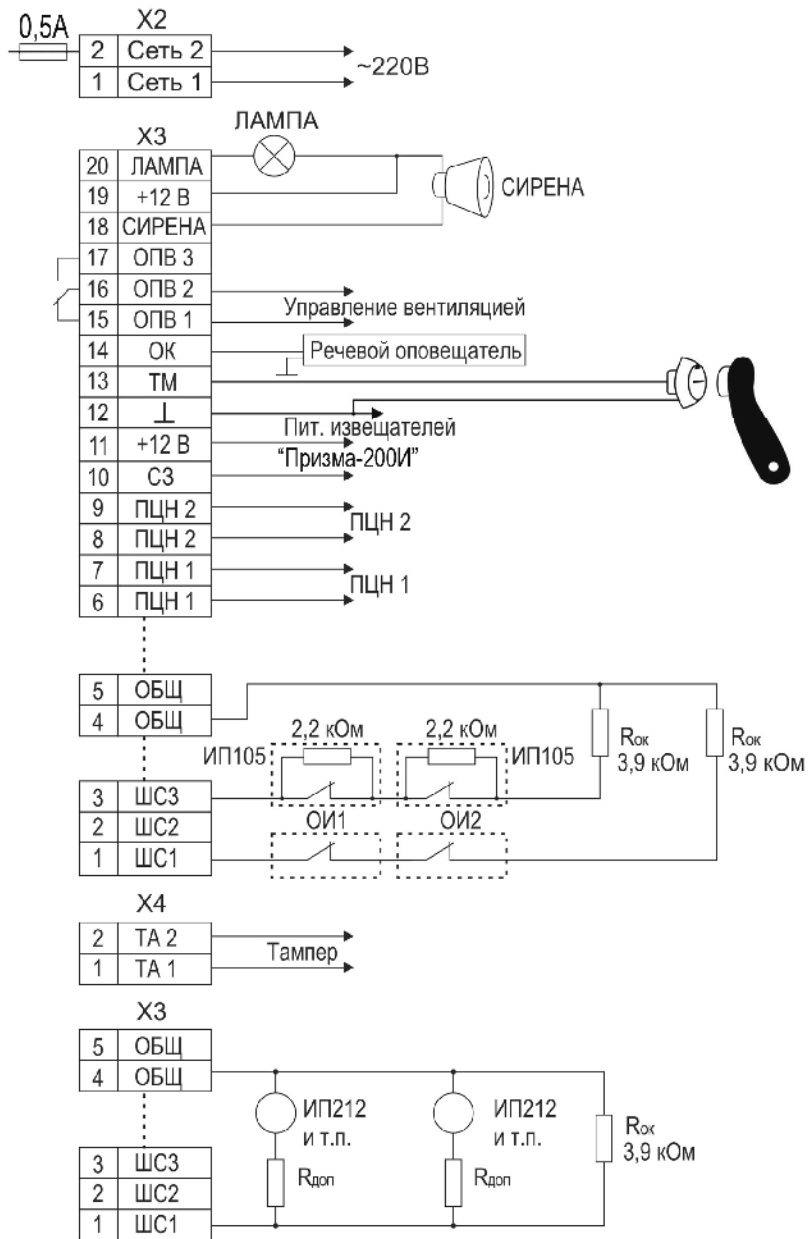 0,5А
X2
2 Сеть 2
1 Сеть 1
~220В
X3
ЛАМПА
20 ЛАМПА
19 +12 В
18 СИРЕНА
СИРЕНА
17 ОПВ 3
16 ОПВ 2
15 ОПВ 1
Управление вентиляцией
14 ОК
Речевой оповещатель
13 ТМ
12 ⊥
Пит. извещателей
"Призма-200И"
11 +12 В
10 СЗ
9 ПЦН 2
8 ПЦН 2
ПЦН 2
7 ПЦН 1
6 ПЦН 1
ПЦН 1
5 ОБЩ
4 ОБЩ
2,2 кОм
2,2 кОм
ИП105
ИП105
Rок
3,9 кОм
Rок
3,9 кОм
3 ШС3
2 ШС2
1 ШС1
ОИ1
ОИ2
X4
2 ТА 2
1 ТА 1
Тампер
X3
5 ОБЩ
4 ОБЩ
ИП212
и т.п.
ИП212
и т.п.
Rок
3,9 кОм
Rдоп
Rдоп
3 ШС3
2 ШС2
1 ШС1